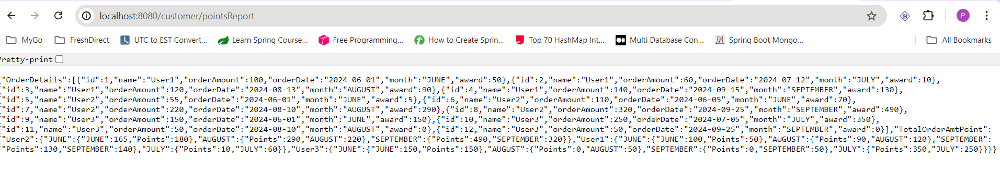 localhost:8080/customer/pointsReport
P
MyGo FreshDirect UTC to EST Convert... Learn Spring Course... Free Programming... How to Create Sprin... Top 70 HashMap Int... Multi Database Con... Spring Boot Mongo... All Bookmarks
Pretty-print
"OrderDetails":[{"id":1,"name":"User1","orderAmount":100,"orderDate":"2024-06-01","month":"JUNE","award":50},{"id":2,"name":"User1","orderAmount":60,"orderDate":"2024-07-12","month":"JULY","award":10},
"id":3,"name":"User1","orderAmount":120,"orderDate":"2024-08-13","month":"AUGUST","award":90},{"id":4,"name":"User1","orderAmount":140,"orderDate":"2024-09-15","month":"SEPTEMBER","award":130},
"id":5,"name":"User2","orderAmount":55,"orderDate":"2024-06-01","month":"JUNE","award":5},{"id":6,"name":"User2","orderAmount":110,"orderDate":"2024-06-05","month":"JUNE","award":70},
"id":7,"name":"User2","orderAmount":220,"orderDate":"2024-08-10","month":"AUGUST","award":290},{"id":8,"name":"User2","orderAmount":320,"orderDate":"2024-09-25","month":"SEPTEMBER","award":490},
"id":9,"name":"User3","orderAmount":150,"orderDate":"2024-06-01","month":"JUNE","award":150},{"id":10,"name":"User3","orderAmount":250,"orderDate":"2024-07-05","month":"JULY","award":350},
"id":11,"name":"User3","orderAmount":50,"orderDate":"2024-08-10","month":"AUGUST","award":0},{"id":12,"name":"User3","orderAmount":50,"orderDate":"2024-09-25","month":"SEPTEMBER","award":0}],"TotalOrderAmtPoint":
"User2":{"JUNE":{"JUNE":165,"Points":180},"AUGUST":{"Points":290,"AUGUST":220},"SEPTEMBER":{"Points":490,"SEPTEMBER":320}},"User1":{"JUNE":{"JUNE":100,"Points":50},"AUGUST":{"Points":90,"AUGUST":120},"SEPTEMBER":
"Points":130,"SEPTEMBER":140},"JULY":{"Points":10,"JULY":60}},"User3":{"JUNE":{"JUNE":150,"Points":150},"AUGUST":{"Points":0,"AUGUST":50},"SEPTEMBER":{"Points":0,"SEPTEMBER":50},"JULY":{"Points":350,"JULY":250}}}}